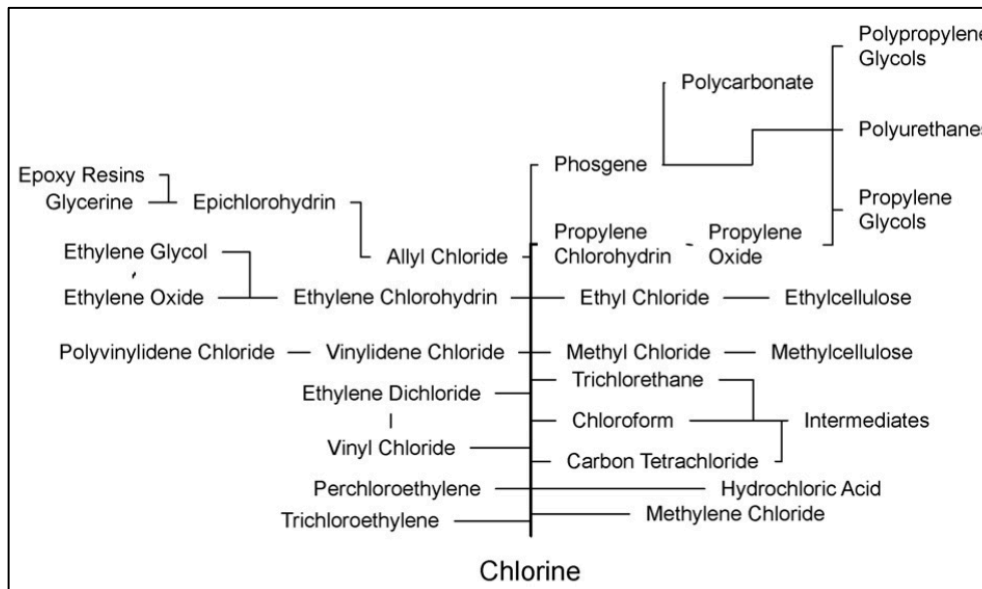 Polypropylene
Glycols
Polycarbonate
Polyurethanes
Phosgene
Epoxy Resins
Glycerine
Epichlorohydrin
Propylene
Glycols
Propylene
Chlorohydrin
Propylene
Oxide
Ethylene Glycol
Allyl Chloride
Ethylene Oxide
Ethylene Chlorohydrin
Ethyl Chloride
Ethylcellulose
Polyvinylidene Chloride
Vinylidene Chloride
Methyl Chloride
Methylcellulose
Trichlorethane
Ethylene Dichloride
Chloroform
Intermediates
Vinyl Chloride
Carbon Tetrachloride
Perchloroethylene
Hydrochloric Acid
Trichloroethylene
Methylene Chloride
Chlorine